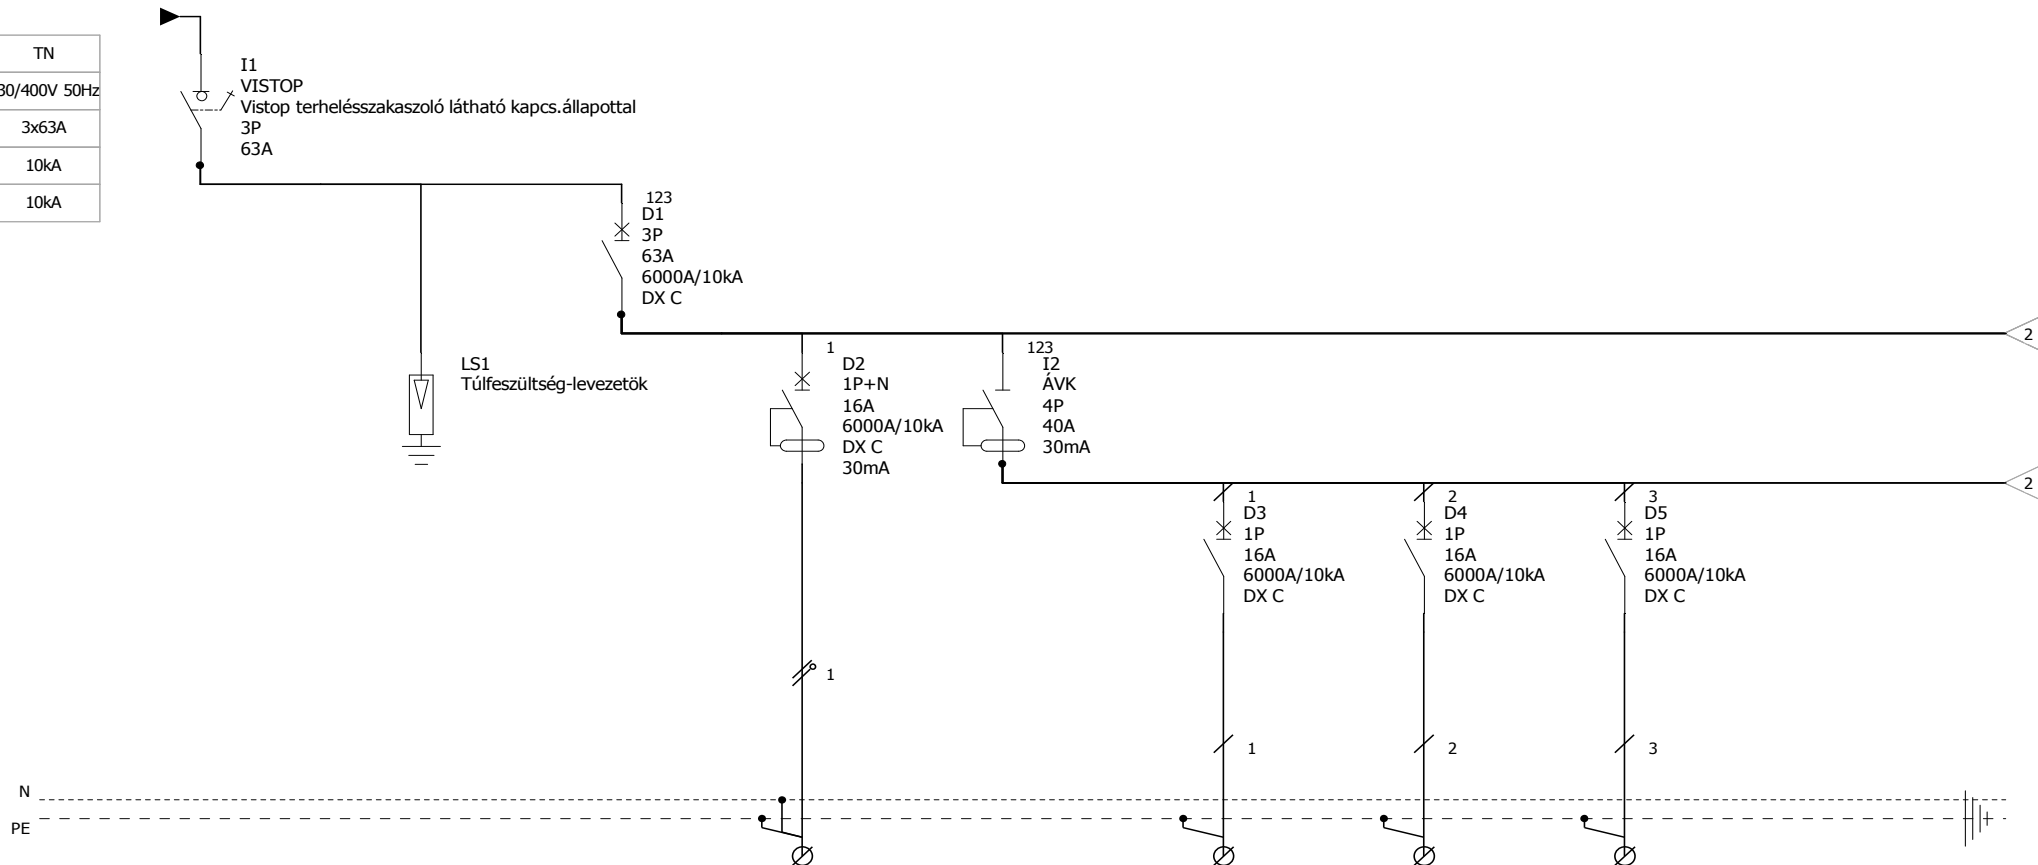 TN
30/400V 50Hz
3x63A
10kA
10kA
I1
VISTOP
Vistop terhelésszakaszoló látható kapcs.állapottal
3P
63A
123
D1
3P
63A
6000A/10kA
DX C
2
LS1
Túlfeszültség-levezetök
1
D2
1P+N
16A
6000A/10kA
DX C
30mA
123
I2
ÁVK
4P
40A
30mA
2
1
D3
1P
16A
6000A/10kA
DX C
2
D4
1P
16A
6000A/10kA
DX C
3
D5
1P
16A
6000A/10kA
DX C
1
1
2
3
N
PE